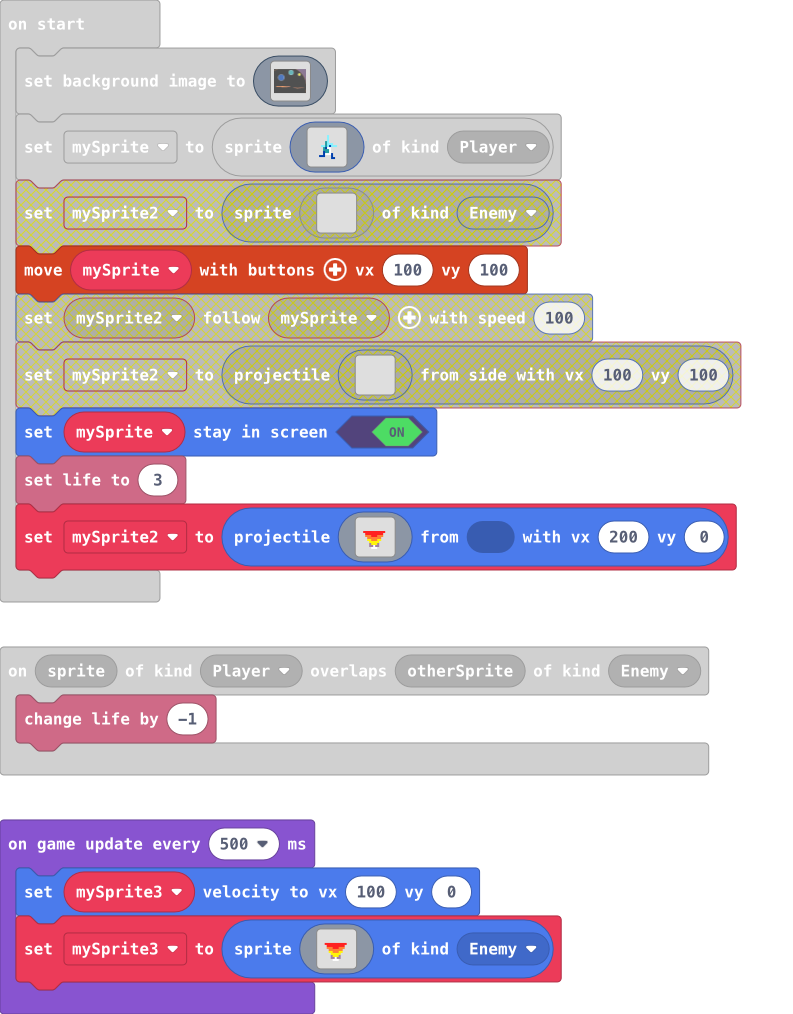 on start
set background image to
set mySprite to sprite of kind Player
set mySprite2 to sprite of kind Enemy
move mySprite with buttons vx 100 vy 100
set mySprite2 follow mySprite with speed 100
set mySprite2 to projectile from side with vx 100 vy 100
set mySprite stay in screen ON
set life to 3
set mySprite2 to projectile from with vx 200 vy 0
on sprite of kind Player overlaps otherSprite of kind Enemy
change life by −1
on game update every 500 ms
set mySprite3 velocity to vx 100 vy 0
set mySprite3 to sprite of kind Enemy